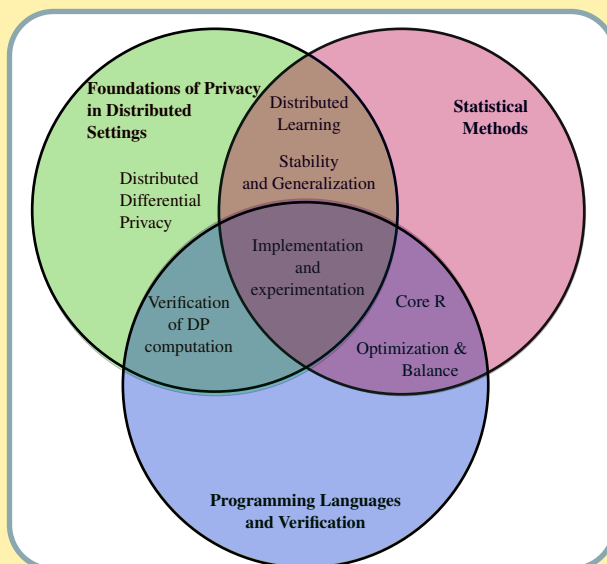 Foundations of Privacy
in Distributed
Settings
Distributed
Learning
Statistical
Methods
Stability
and Generalization
Distributed
Differential
Privacy
Implementation
and
experimentation
Verification
of DP
computation
Core R
Optimization &
Balance
Programming Languages
and Verification